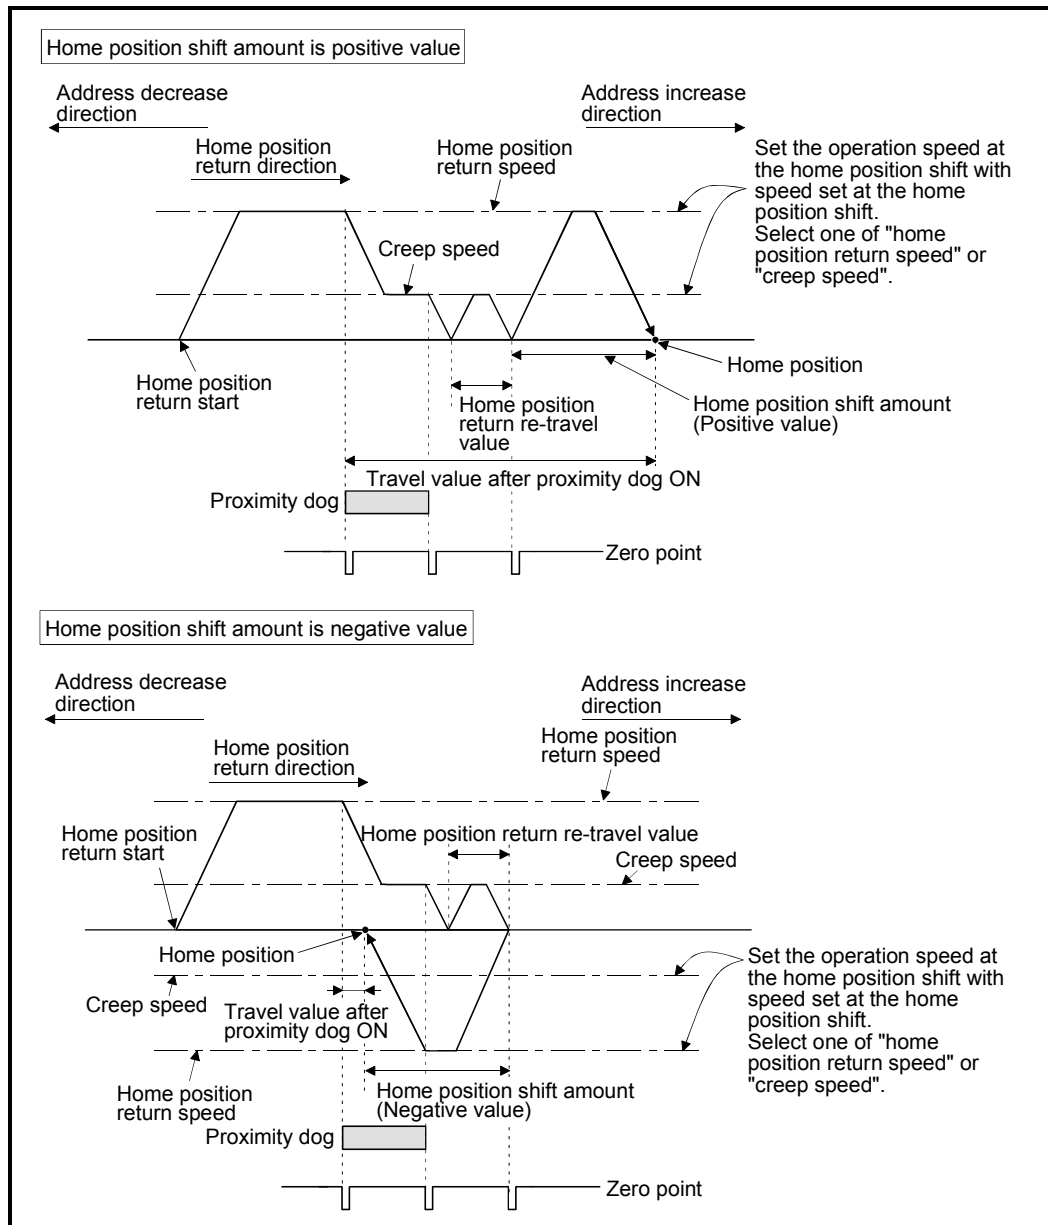 Home position shift amount is positive value
Address decrease
direction
Address increase
direction
Home position
return direction
Home position
return speed
Set the operation speed at
the home position shift with
speed set at the home
position shift.
Select one of "home
position return speed" or
"creep speed".
Creep speed
Home position
return start
Home position
Home position
return re-travel
value
Home position shift amount
(Positive value)
Travel value after proximity dog ON
Proximity dog
Zero point
Home position shift amount is negative value
Address decrease
direction
Address increase
direction
Home position
return direction
Home position
return speed
Home position
return start
Home position return re-travel value
Creep speed
Home position
Creep speed
Travel value after
proximity dog ON
Set the operation speed at
the home position shift with
speed set at the home
position shift.
Select one of "home
position return speed" or
"creep speed".
Home position
return speed
Home position shift amount
(Negative value)
Proximity dog
Zero point